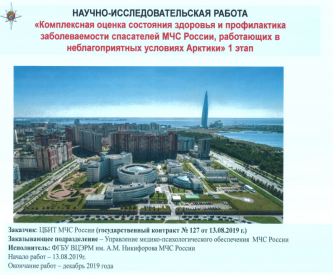 НАУЧНО-ИССЛЕДОВАТЕЛЬСКАЯ РАБОТА
«Комплексная оценка состояния здоровья и профилактика
заболеваемости спасателей МЧС России, работающих в
неблагоприятных условиях Арктики» 1 этап
Заказчик: ЦБИТ МЧС России (государственный контракт № 127 от 13.08.2019 г.)
Заказывающее подразделение – Управление медико-психологического обеспечения МЧС России
Исполнитель: ФГБУ ВЦЭРМ им. А.М. Никифорова МЧС России
Начало работ – 13.08.2019г.
Окончание работ – декабрь 2019 года